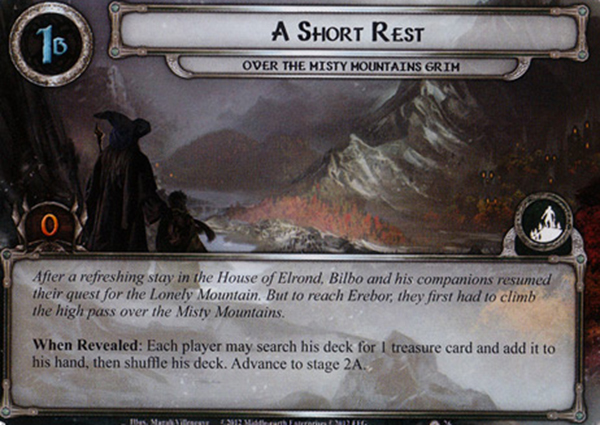 1B
A Short Rest
Over the Misty Mountains Grim
0
After a refreshing stay in the House of Elrond, Bilbo and his companions resumed
their quest for the Lonely Mountain. But to reach Erebor, they first had to climb
the high pass over the Misty Mountains.
When Revealed: Each player may search his deck for 1 treasure card and add it to
his hand, then shuffle his deck. Advance to stage 2A.
Illus. Magali Villeneuve ©2012 Middle-earth Enterprises ©2012 FFG 26